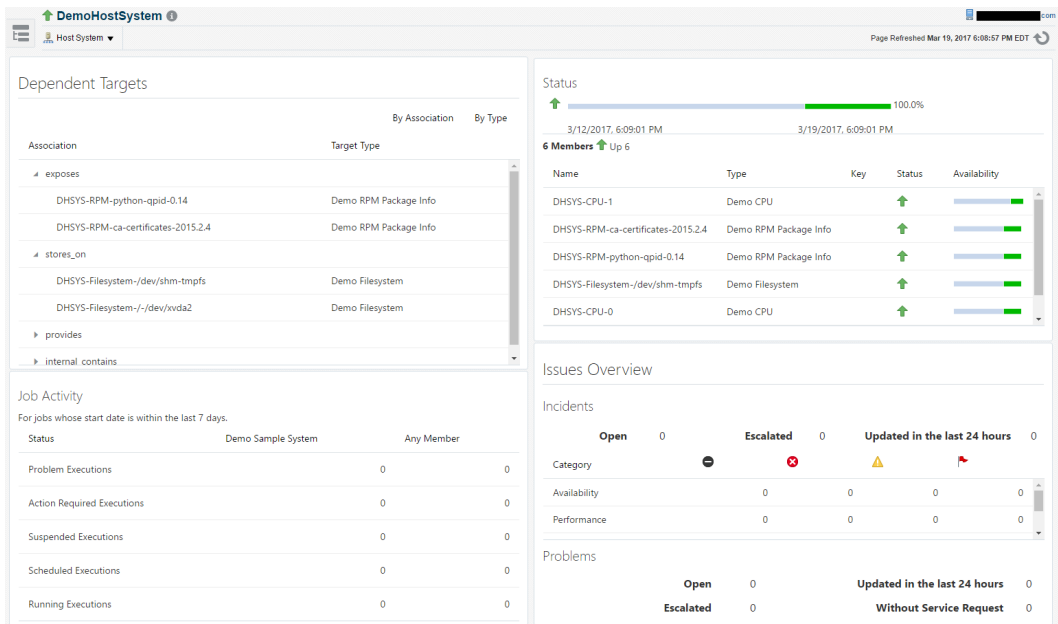 DemoHostSystem
com
Host System
Page Refreshed Mar 19, 2017 6:08:57 PM EDT
Dependent Targets
By Association By Type
Association Target Type
exposes
DHSYS-RPM-python-qpid-0.14 Demo RPM Package Info
DHSYS-RPM-ca-certificates-2015.2.4 Demo RPM Package Info
stores_on
DHSYS-Filesystem-/dev/shm-tmpfs Demo Filesystem
DHSYS-Filesystem-/-/dev/xvda2 Demo Filesystem
provides
internal_contains
Job Activity
For jobs whose start date is within the last 7 days.
Status Demo Sample System Any Member
Problem Executions 0 0
Action Required Executions 0 0
Suspended Executions 0 0
Scheduled Executions 0 0
Running Executions 0 0
Status
100.0%
3/12/2017, 6:09:01 PM 3/19/2017, 6:09:01 PM
6 Members Up 6
Name Type Key Status Availability
DHSYS-CPU-1 Demo CPU
DHSYS-RPM-ca-certificates-2015.2.4 Demo RPM Package Info
DHSYS-RPM-python-qpid-0.14 Demo RPM Package Info
DHSYS-Filesystem-/dev/shm-tmpfs Demo Filesystem
DHSYS-CPU-0 Demo CPU
Issues Overview
Incidents
Open 0 Escalated 0 Updated in the last 24 hours 0
Category
Availability 0 0 0 0
Performance 0 0 0 0
Problems
Open 0 Updated in the last 24 hours 0
Escalated 0 Without Service Request 0